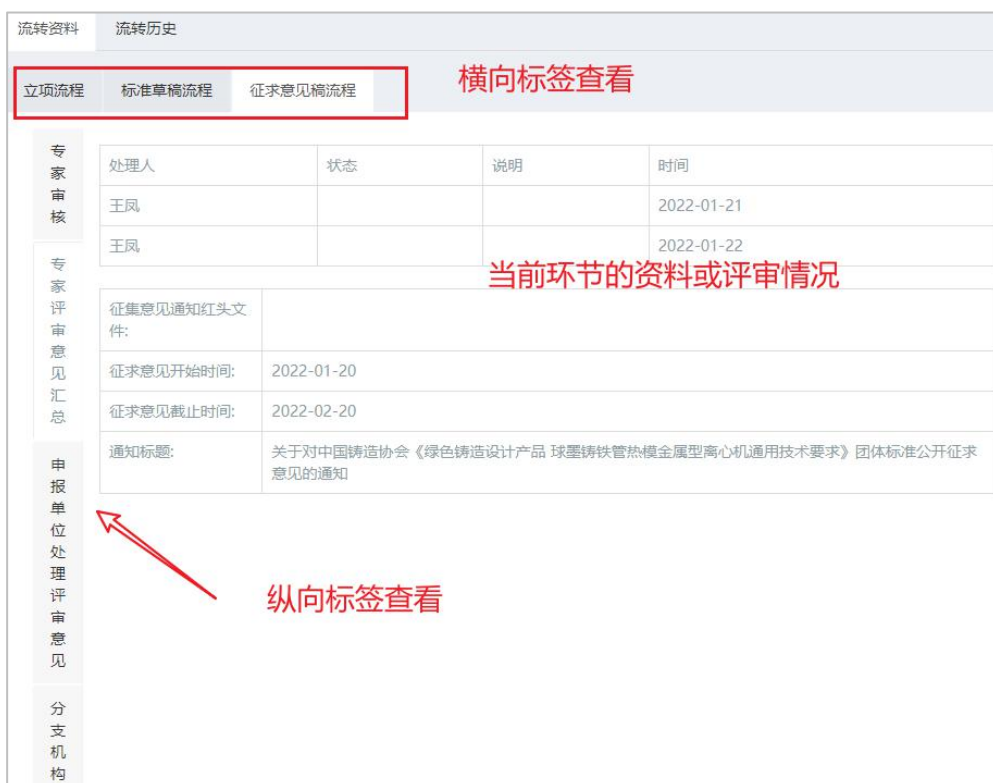 流转资料 流转历史
立项流程 标准草稿流程 征求意见稿流程 横向标签查看
专家审核
专家评审意见汇总
申报单位处理评审意见
分支机构
处理人 状态 说明 时间
王凤 2022-01-21
王凤 2022-01-22
当前环节的资料或评审情况
征集意见通知红头文
件:
征求意见开始时间: 2022-01-20
征求意见截止时间: 2022-02-20
通知标题: 关于对中国铸造协会《绿色铸造设计产品 球墨铸铁管热模金属型离心机通用技术要求》团体标准公开征求
意见的通知
纵向标签查看